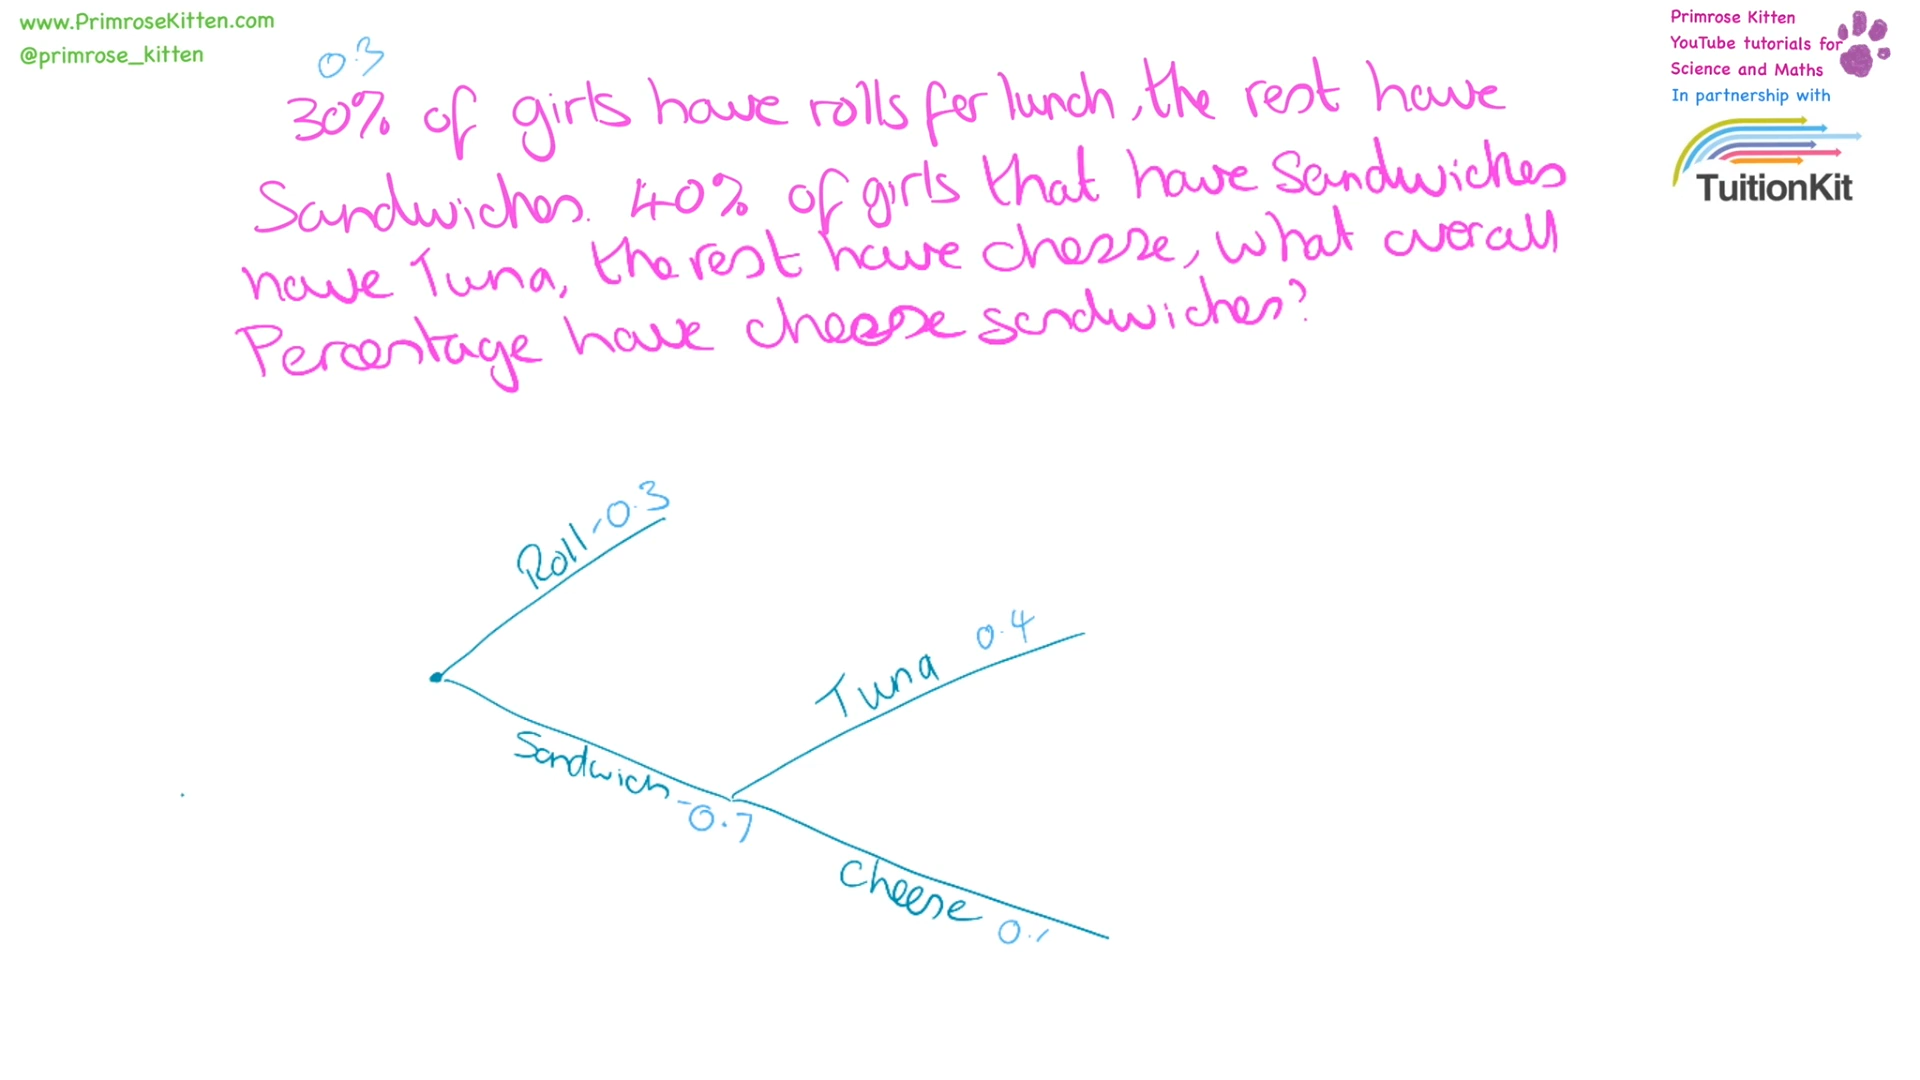 www.PrimroseKitten.com
@primrose_kitten
Primrose Kitten
YouTube tutorials for
Science and Maths
In partnership with
TuitionKit
0.3
30% of girls have rolls for lunch, the rest have
Sandwiches. 40% of girls that have Sandwiches
have Tuna, the rest have cheese, what overall
Percentage have cheese sandwiches?
Roll - 0.3
Tuna 0.4
Sandwich - 0.7
Cheese 0.